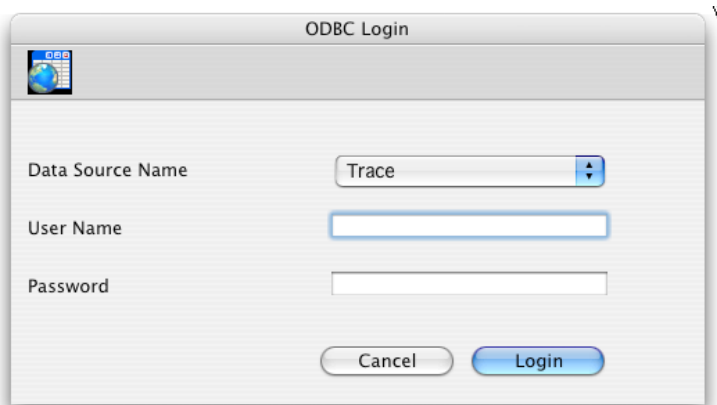 ODBC Login
Data Source Name
Trace
User Name
Password
Cancel
Login